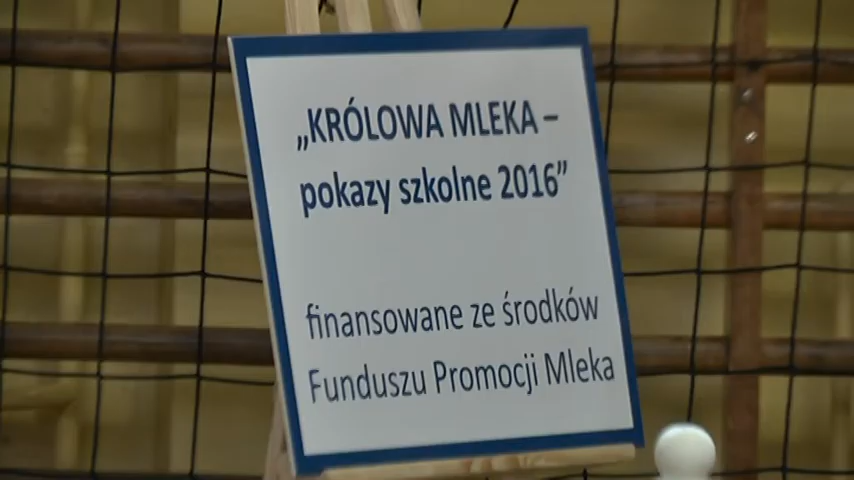 „KRÓLOWA MLEKA –
pokazy szkolne 2016”
finansowane ze środków
Funduszu Promocji Mleka